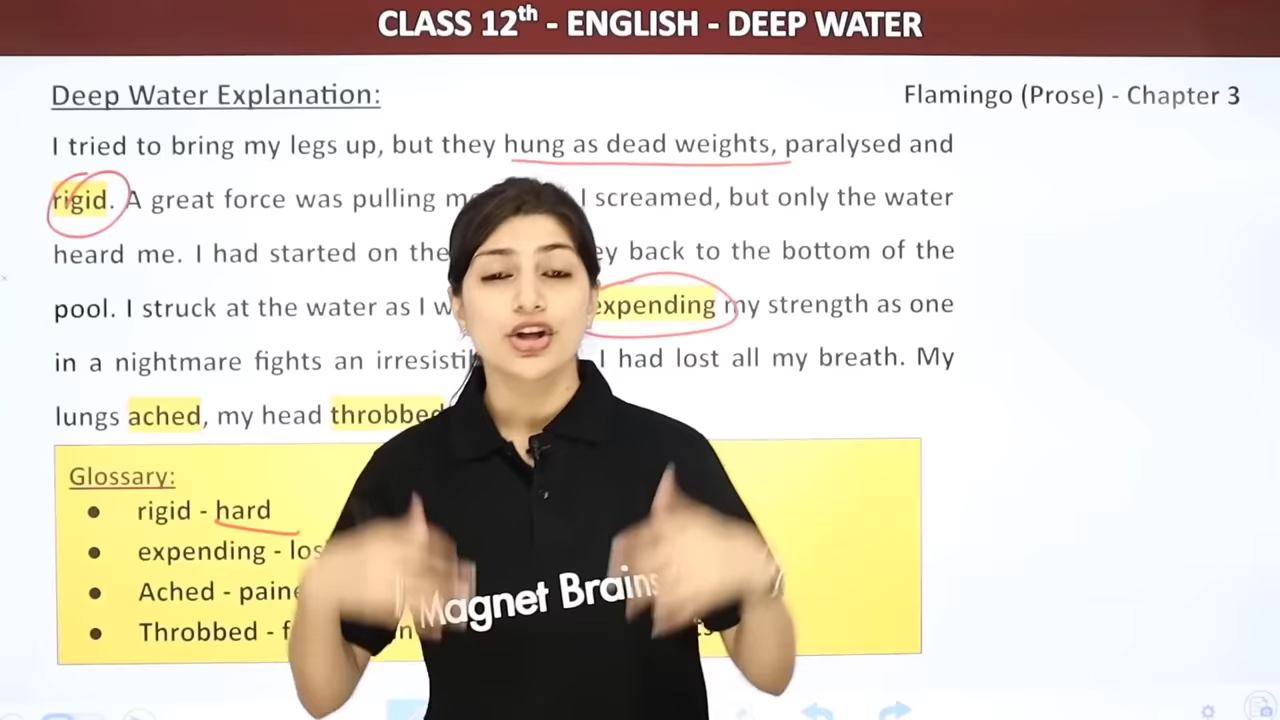 CLASS 12th - ENGLISH - DEEP WATER
Deep Water Explanation:
Flamingo (Prose) - Chapter 3
I tried to bring my legs up, but they hung as dead weights, paralysed and
rigid. A great force was pulling I screamed, but only the water
heard me. I had started on the back to the bottom of the
pool. I struck at the water as I expending my strength as one
in a nightmare fights an I had lost all my breath. My
lungs ached, my head throbbed
Glossary:
● rigid - hard
● expending -
● Ached -
● Throbbed -
Magnet Brains